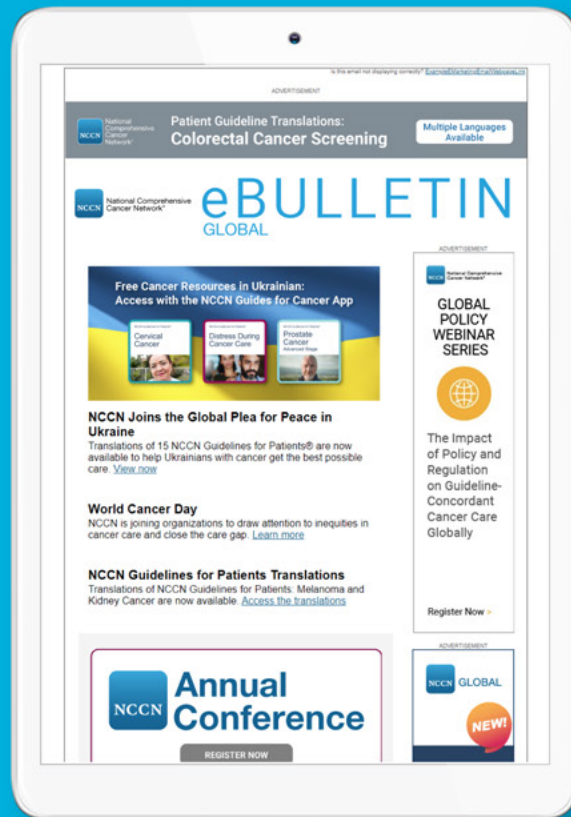 Is this email not displaying correctly? ExampleEMarketingEmailWebpageLink
ADVERTISEMENT
NCCN National Comprehensive Cancer Network®
Patient Guideline Translations:
Colorectal Cancer Screening
Multiple Languages
Available
NCCN
National Comprehensive
Cancer Network®
eBULLETIN
GLOBAL
Free Cancer Resources in Ukrainian:
Access with the NCCN Guides for Cancer App
Cervical
Cancer
Distress During
Cancer Care
Prostate
Cancer
Advanced Stage
NCCN Joins the Global Plea for Peace in
Ukraine
Translations of 15 NCCN Guidelines for Patients® are now
available to help Ukrainians with cancer get the best possible
care. View now
World Cancer Day
NCCN is joining organizations to draw attention to inequities in
cancer care and close the care gap. Learn more
NCCN Guidelines for Patients Translations
Translations of NCCN Guidelines for Patients: Melanoma and
Kidney Cancer are now available. Access the translations
NCCN
Annual
Conference
REGISTER NOW
ADVERTISEMENT
NCCN National Comprehensive
Cancer Network®
GLOBAL
POLICY
WEBINAR
SERIES
The Impact
of Policy and
Regulation
on Guideline-
Concordant
Cancer Care
Globally
Register Now >
ADVERTISEMENT
NCCN GLOBAL
NEW!